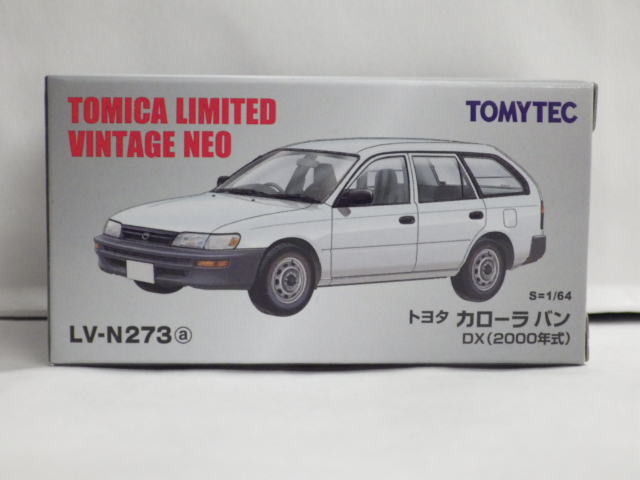 TOMICA LIMITED
VINTAGE NEO
TOMYTEC
S=1/64
LV-N273ⓐ
トヨタ カローラ バン
DX(2000年式)